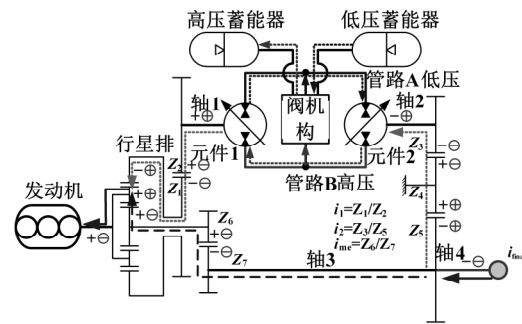 高压蓄能器
低压蓄能器
管路A低压
轴1
轴2
阀机构
元件1
元件2
行星排
Z₂
Z₁
Z₃
Z₄
Z₅
管路B高压
发动机
i₁=Z₁/Z₂
i₂=Z₃/Z₅
iₘₑ=Z₆/Z₇
Z₆
Z₇
轴3
轴4